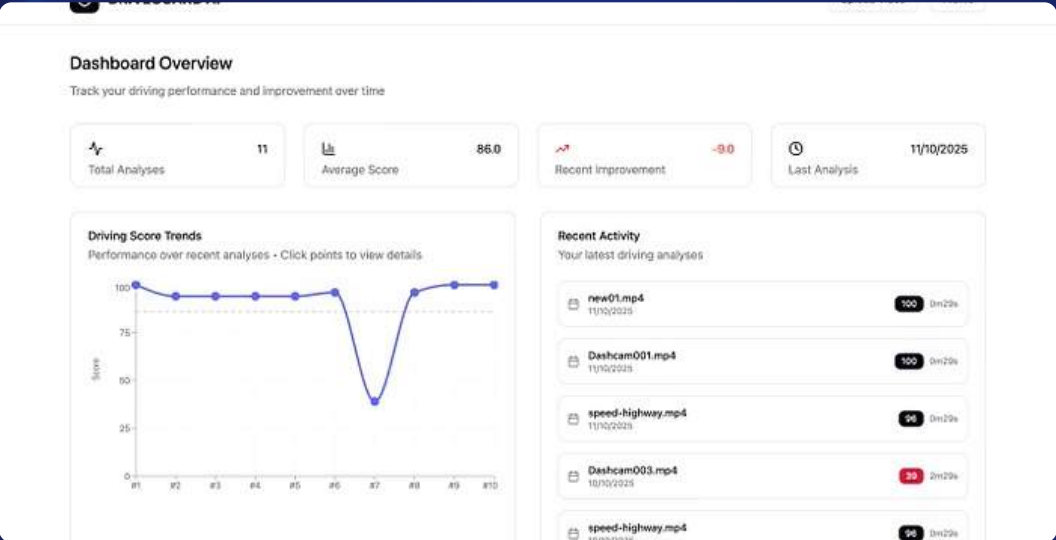 Dashboard Overview
Track your driving performance and improvement over time
11
Total Analyses
86.0
Average Score
-9.0
Recent Improvement
11/10/2025
Last Analysis
Driving Score Trends
Performance over recent analyses • Click points to view details
100
75
50
25
0
Score
#1 #2 #3 #4 #5 #6 #7 #8 #9 #10
Recent Activity
Your latest driving analyses
new01.mp4
11/10/2025
100 0m29s
Dashcam001.mp4
11/10/2025
100 0m29s
speed-highway.mp4
11/10/2025
96 0m29s
Dashcam003.mp4
10/10/2025
39 2m29s
speed-highway.mp4
96 0m29s